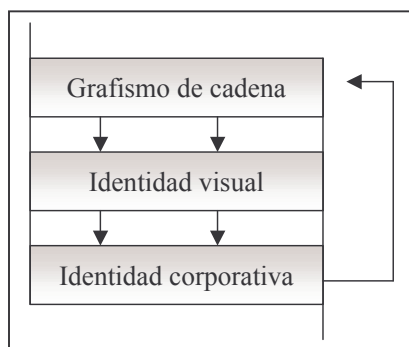 Grafismo de cadena
Identidad visual
Identidad corporativa